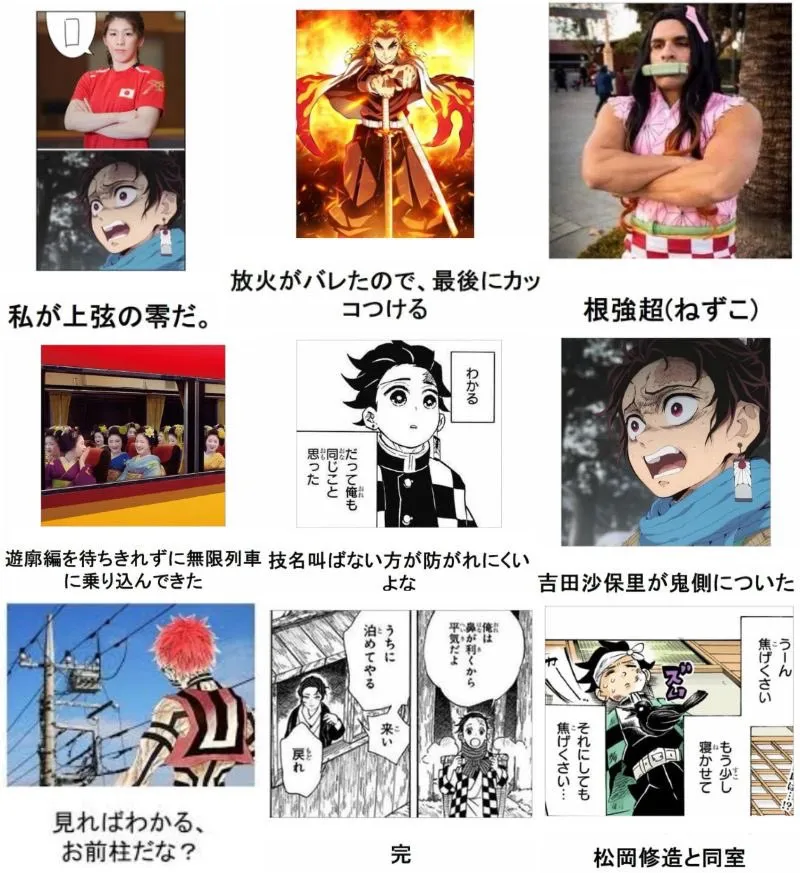 私が上弦の零だ。
放火がバレたので、最後にカッ
コつける
根強超(ねずこ)
わかる
だって俺も
同じこと
思った
遊廓編を待ちきれずに無限列車
に乗り込んできた
技名叫ばない方が防がれにくい
よな
吉田沙保里が鬼側についた
見ればわかる、
お前柱だな？
俺は
鼻が利くから
平気だよ
うちに
泊めてやる
来い
戻れ
完
うーん
焦げくさい
ズム
もう少し
寝かせて
それにしても
焦げくさい…
松岡修造と同室